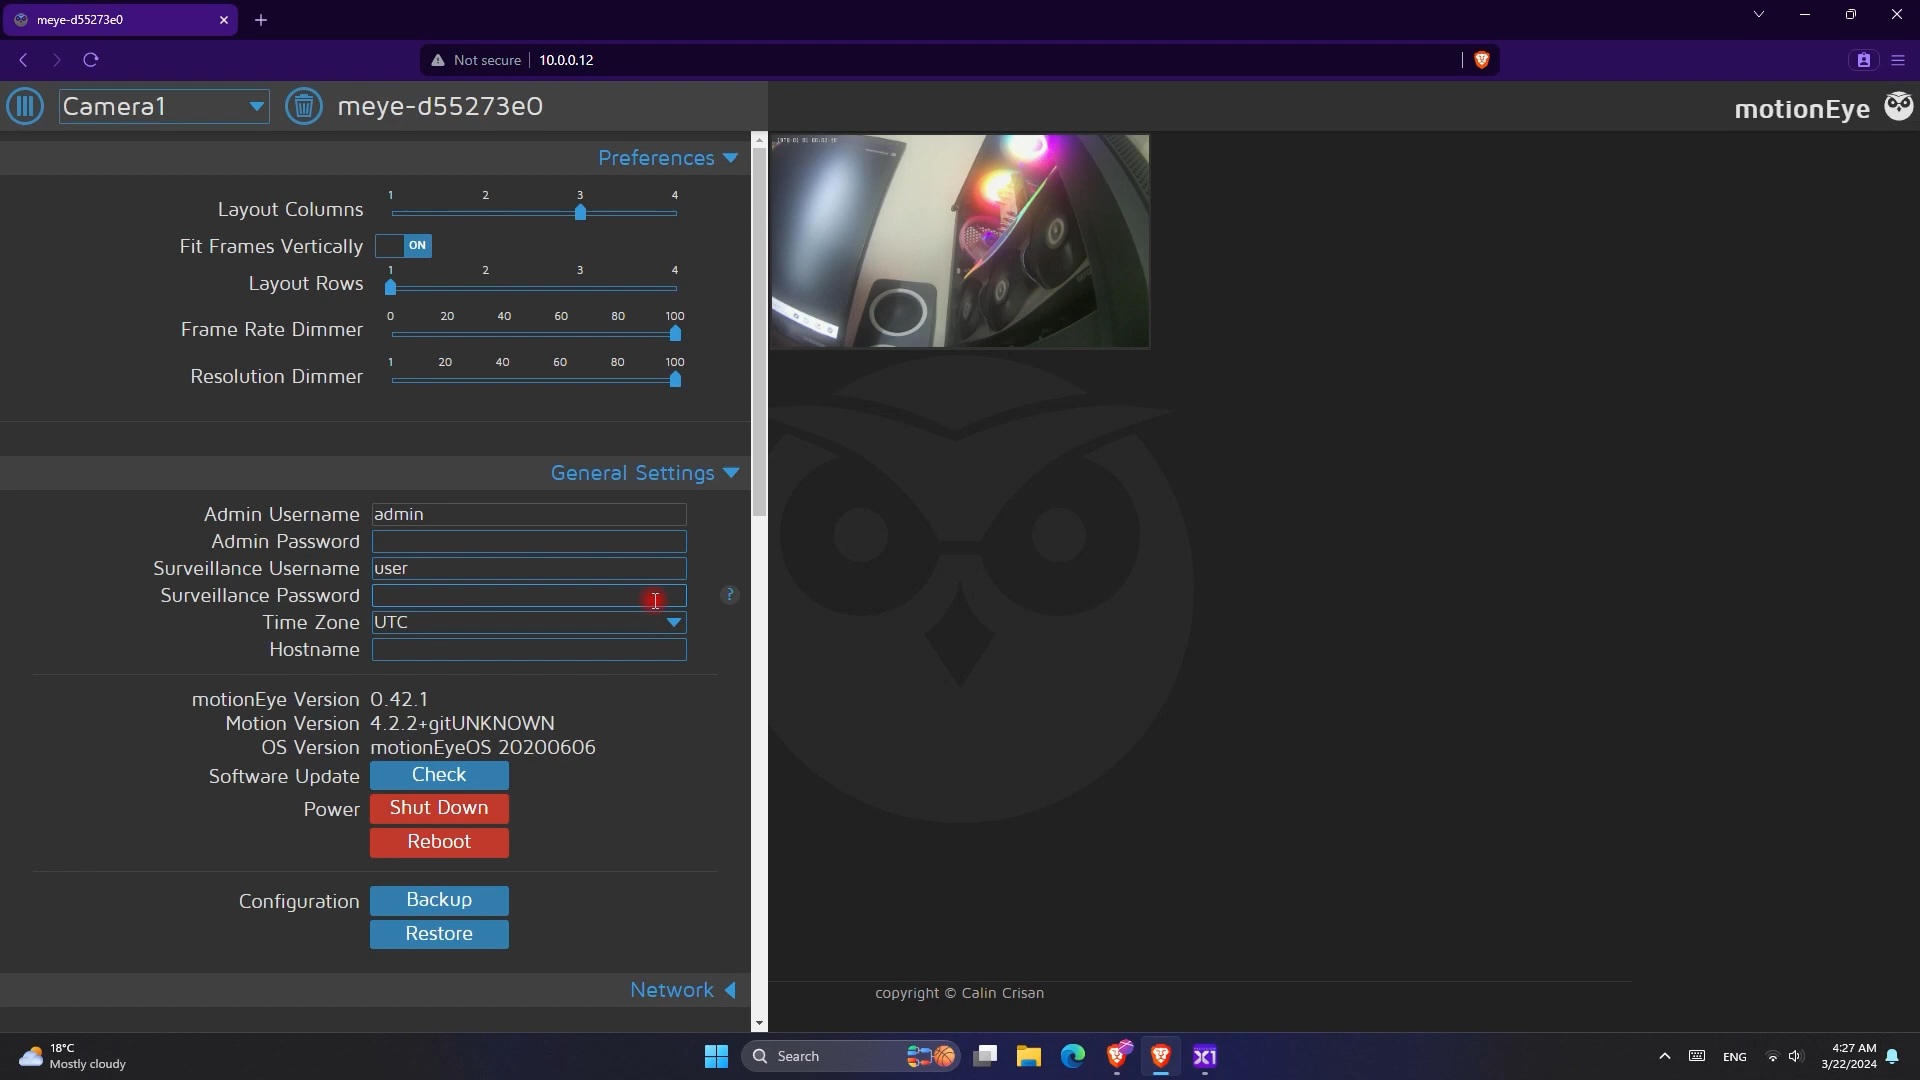 meye-d55273e0
Not secure
10.0.0.12
Camera1
meye-d55273e0
motionEye
Preferences
Layout Columns
1 2 3 4
Fit Frames Vertically
ON
Layout Rows
1 2 3 4
Frame Rate Dimmer
0 20 40 60 80 100
Resolution Dimmer
1 20 40 60 80 100
General Settings
Admin Username admin
Admin Password
Surveillance Username user
Surveillance Password
?
Time Zone UTC
Hostname
motionEye Version 0.42.1
Motion Version 4.2.2+gitUNKNOWN
OS Version motionEyeOS 20200606
Software Update Check
Power Shut Down
Reboot
Configuration Backup
Restore
Network
copyright © Calin Crisan
18°C
Mostly cloudy
Search
ENG
4:27 AM
3/22/2024